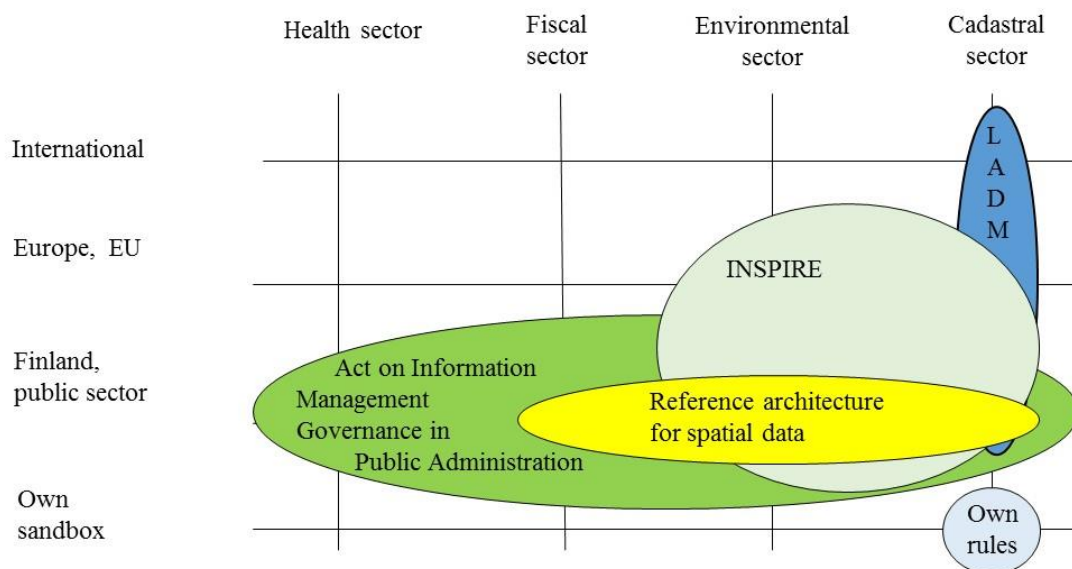 Health sector
Fiscal
sector
Environmental
sector
Cadastral
sector
International
L
A
D
M
Europe, EU
INSPIRE
Finland,
public sector
Act on Information
Management
Governance in
Public Administration
Reference architecture
for spatial data
Own
sandbox
Own
rules